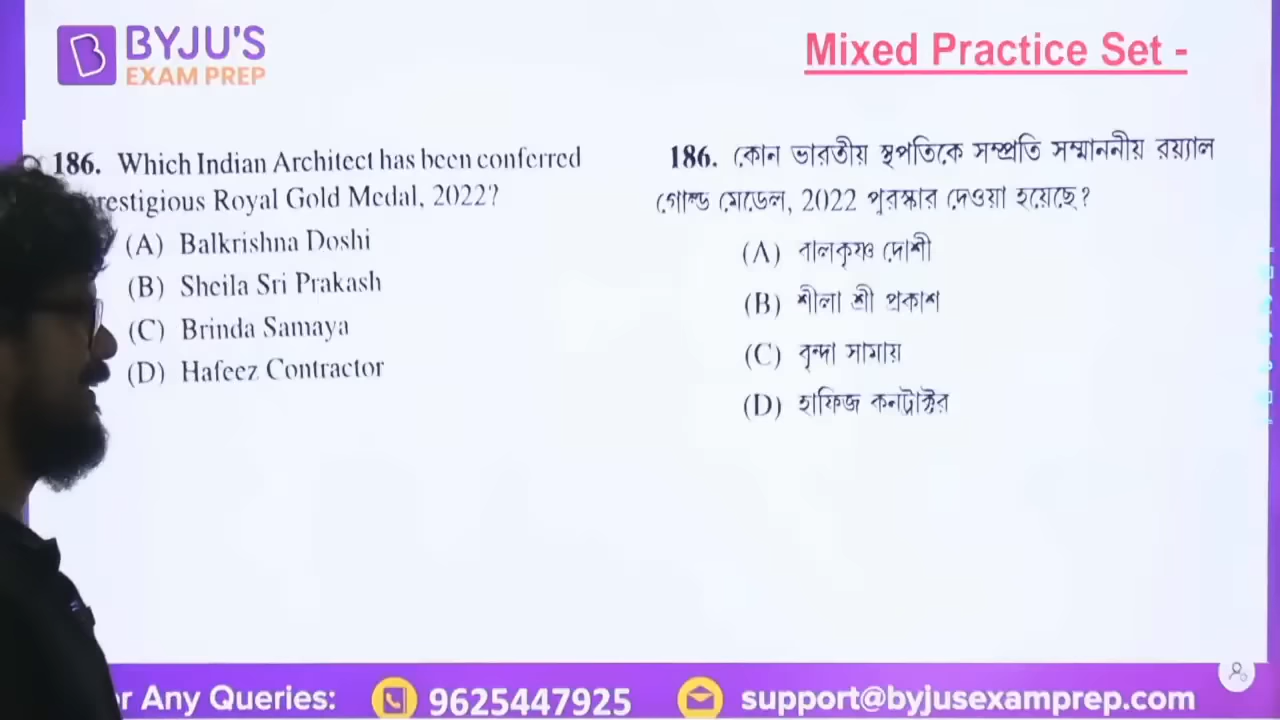 BYJU'S
EXAM PREP
Mixed Practice Set -
186. Which Indian Architect has been conferred
prestigious Royal Gold Medal, 2022?
(A) Balkrishna Doshi
(B) Sheila Sri Prakash
(C) Brinda Samaya
(D) Hafeez Contractor
186. কোন ভারতীয় স্থপতিকে সম্প্রতি সম্মাননীয় রয়্যাল
গোল্ড মেডেল, 2022 পুরস্কার দেওয়া হয়েছে?
(A) বালকৃষ্ণ দোশী
(B) শীলা শ্রী প্রকাশ
(C) বৃন্দা সামায়
(D) হাফিজ কনট্রাক্টর
Any Queries:
9625447925
support@byjusexamprep.com